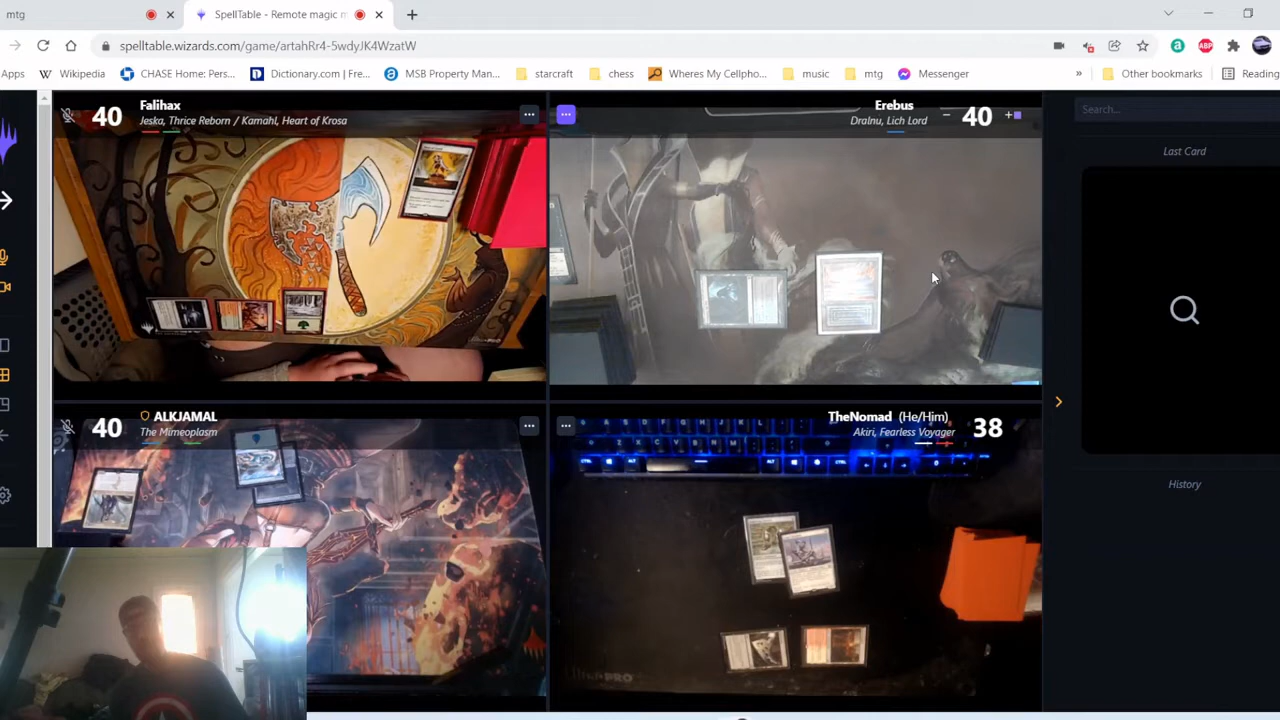 mtg
SpellTable - Remote magic m
spelltable.wizards.com/game/artahRr4-5wdyJK4WzatW
ABP
Apps
W Wikipedia
CHASE Home Pers...
Dictionary.com | Fre...
MSB Property Man...
starcraft
chess
Wheres My Cellpho...
music
mtg
Messenger
»
Other bookmarks
Reading
40
Falihax
Jeska, Thrice Reborn / Kamahl, Heart of Krosa
Erebus
Dralnu, Lich Lord
− 40 +
40
ALKJAMAL
The Mimeoplasm
TheNomad (He/Him)
Akiri, Fearless Voyager
38
Search...
Last Card
History